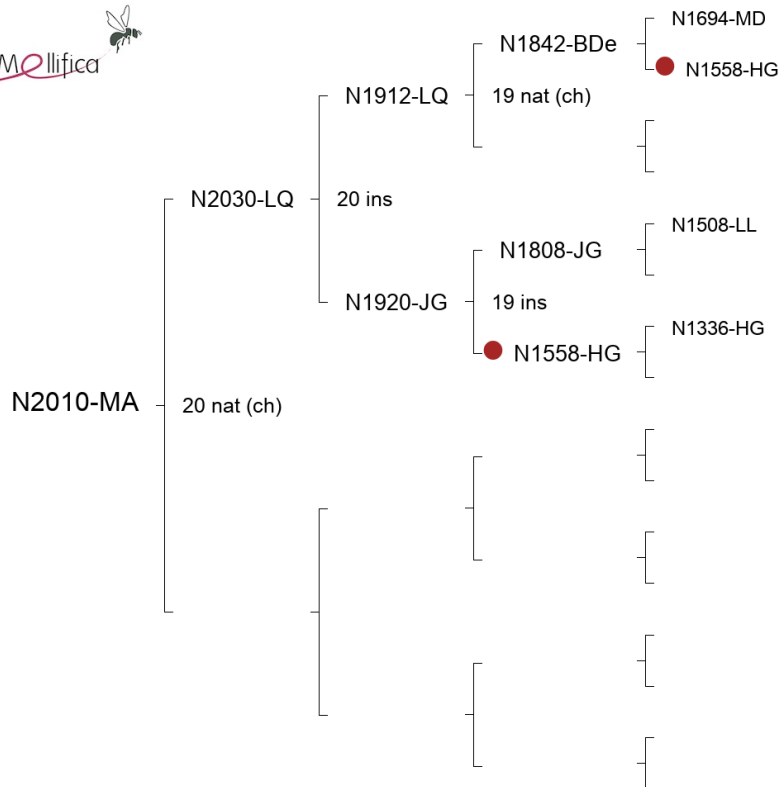 Mellifica
N1694-MD
N1842-BDe
N1558-HG
N1912-LQ
19 nat (ch)
N2030-LQ
20 ins
N1508-LL
N1808-JG
N1920-JG
19 ins
N1336-HG
N1558-HG
N2010-MA
20 nat (ch)